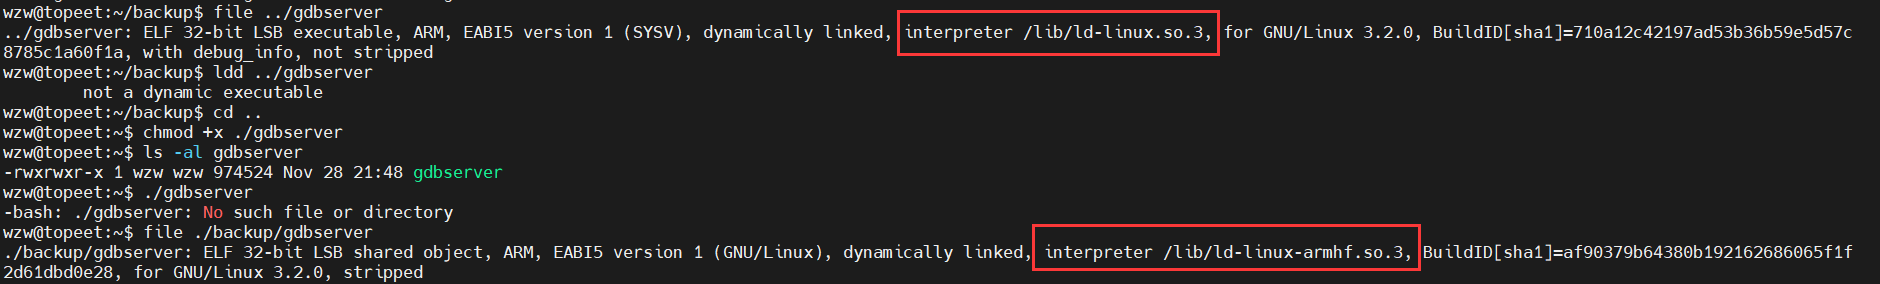 wzw@topeet:~/backup$ file ../gdbserver
../gdbserver: ELF 32-bit LSB executable, ARM, EABI5 version 1 (SYSV), dynamically linked, interpreter /lib/ld-linux.so.3, for GNU/Linux 3.2.0, BuildID[sha1]=710a12c42197ad53b36b59e5d57c
8785c1a60f1a, with debug_info, not stripped
wzw@topeet:~/backup$ ldd ../gdbserver
        not a dynamic executable
wzw@topeet:~/backup$ cd ..
wzw@topeet:~$ chmod +x ./gdbserver
wzw@topeet:~$ ls -al gdbserver
-rwxrwxr-x 1 wzw wzw 974524 Nov 28 21:48 gdbserver
wzw@topeet:~$ ./gdbserver
-bash: ./gdbserver: No such file or directory
wzw@topeet:~$ file ./backup/gdbserver
./backup/gdbserver: ELF 32-bit LSB shared object, ARM, EABI5 version 1 (GNU/Linux), dynamically linked, interpreter /lib/ld-linux-armhf.so.3, BuildID[sha1]=af90379b64380b192162686065f1f
2d61dbd0e28, for GNU/Linux 3.2.0, stripped